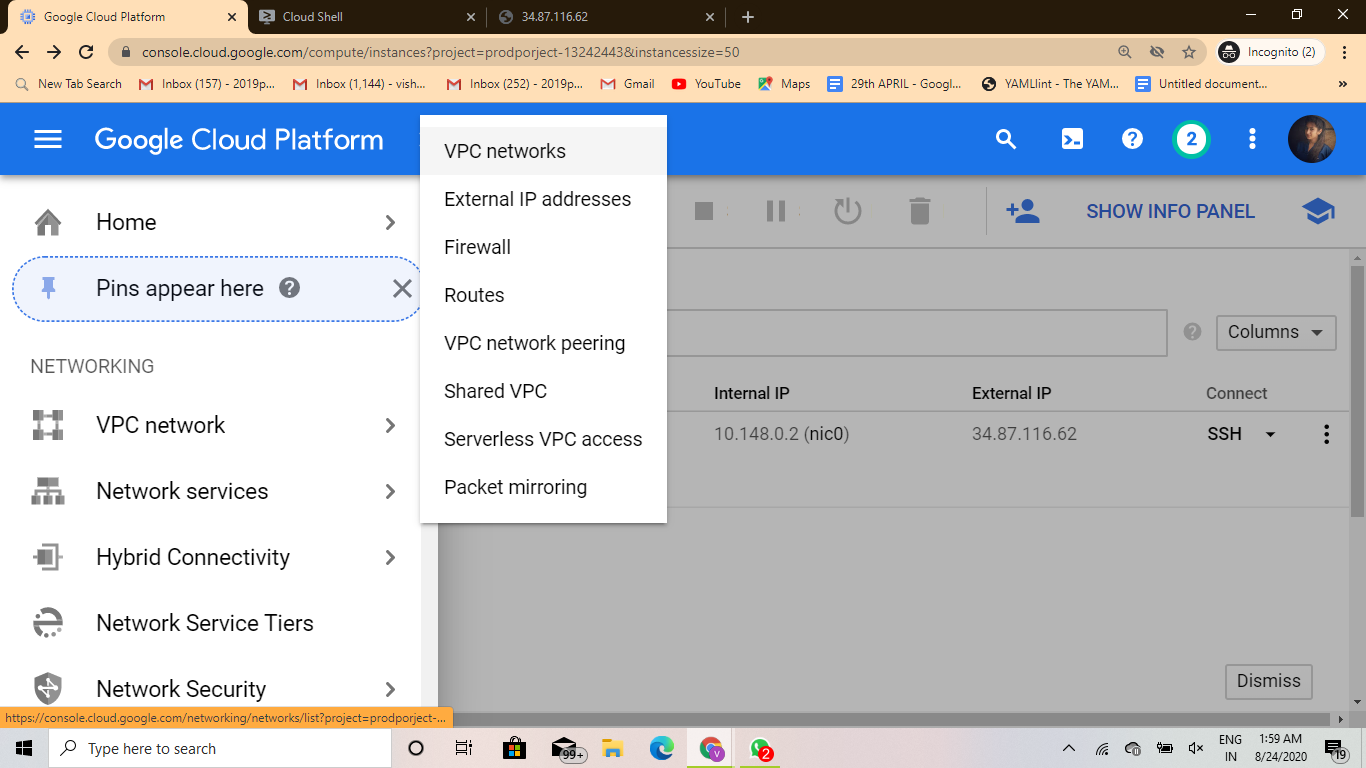 Google Cloud Platform
Cloud Shell
34.87.116.62
console.cloud.google.com/compute/instances?project=prodporject-13242443&instancessize=50
Incognito (2)
New Tab Search
Inbox (157) - 2019p...
Inbox (1,144) - vish...
Inbox (252) - 2019p...
Gmail
YouTube
Maps
29th APRIL - Googl...
YAMLlint - The YAM...
Untitled document...
»
Google Cloud Platform
2
VPC networks
External IP addresses
Firewall
Routes
VPC network peering
Shared VPC
Serverless VPC access
Packet mirroring
Home
Pins appear here
NETWORKING
VPC network
Network services
Hybrid Connectivity
Network Service Tiers
Network Security
SHOW INFO PANEL
Columns
Internal IP
External IP
Connect
10.148.0.2 (nic0)
34.87.116.62
SSH
Dismiss
https://console.cloud.google.com/networking/networks/list?project=prodporject-...
Type here to search
99+
V
2
ENG
IN
1:59 AM
8/24/2020
19